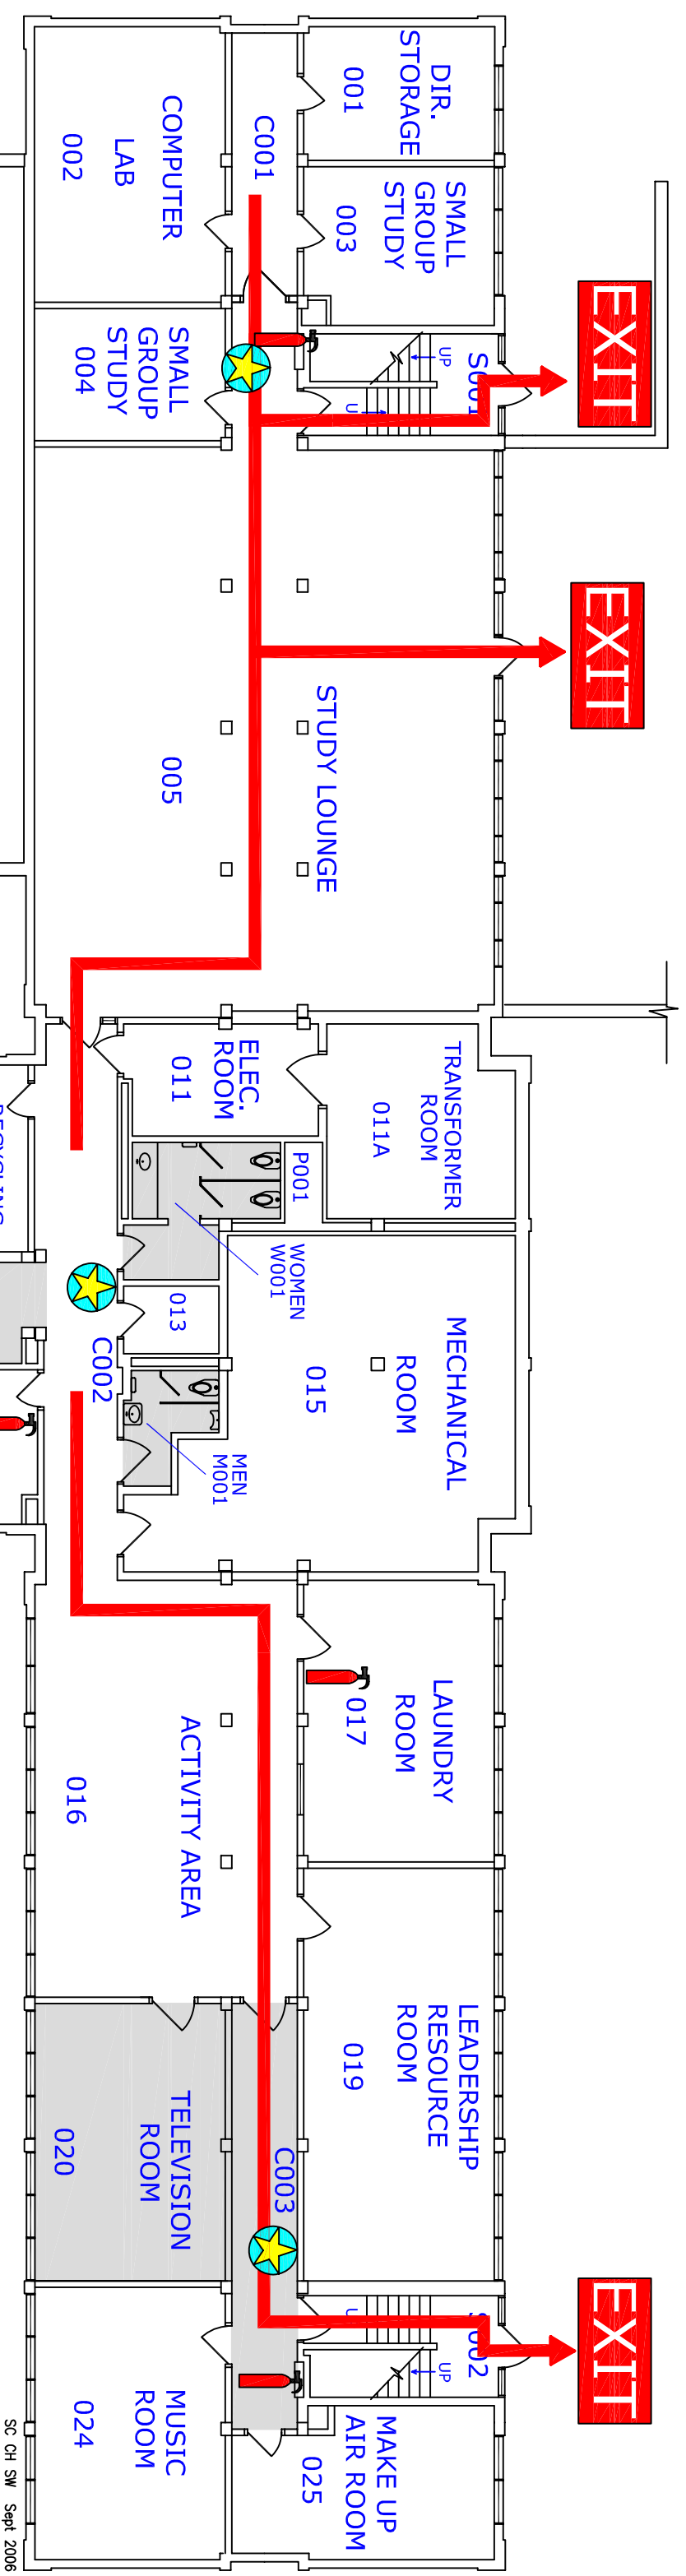 DIR.
STORAGE
001
C001
COMPUTER
LAB
002
SMALL
GROUP
STUDY
003
EXIT
SMALL
GROUP
STUDY
004
UP
S001
U
EXIT
STUDY LOUNGE
005
ELEC.
ROOM
011
TRANSFORMER
ROOM
011A
P001
WOMEN
W001
013
C002
MECHANICAL
ROOM
015
MEN
M001
LAUNDRY
ROOM
017
ACTIVITY AREA
016
LEADERSHIP
RESOURCE
ROOM
019
TELEVISION
ROOM
020
C003
UP
S002
EXIT
MUSIC
ROOM
024
MAKE UP
AIR ROOM
025
SC CH SW Sept 2006